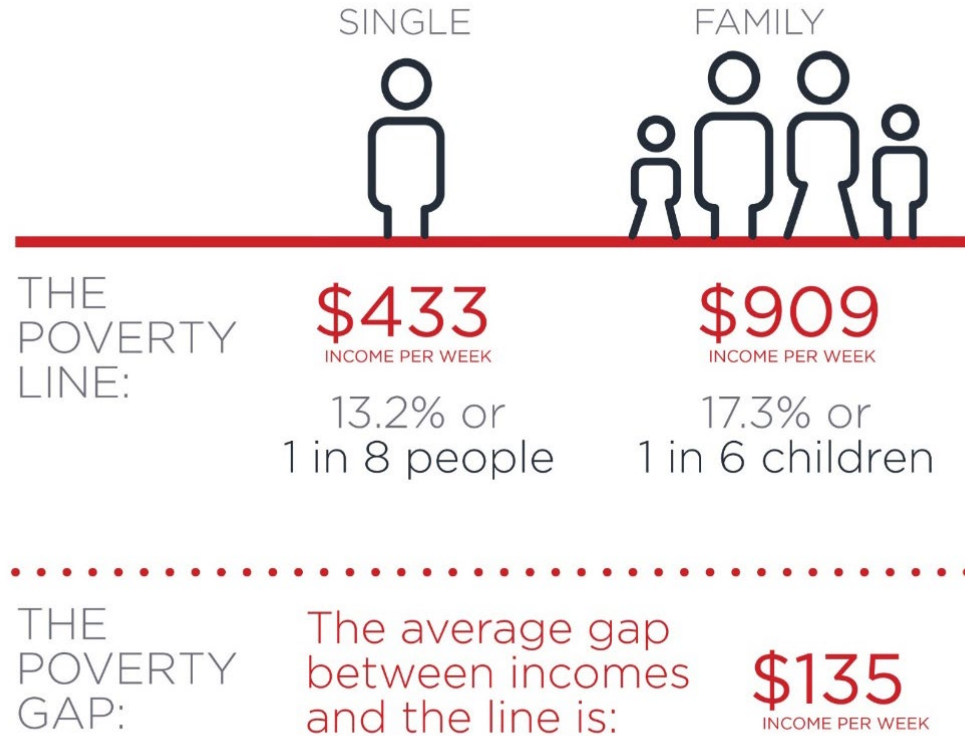 SINGLE
FAMILY
THE
POVERTY
LINE:
$433
INCOME PER WEEK
13.2% or
1 in 8 people
$909
INCOME PER WEEK
17.3% or
1 in 6 children
THE
POVERTY
GAP:
The average gap
between incomes
and the line is:
$135
INCOME PER WEEK